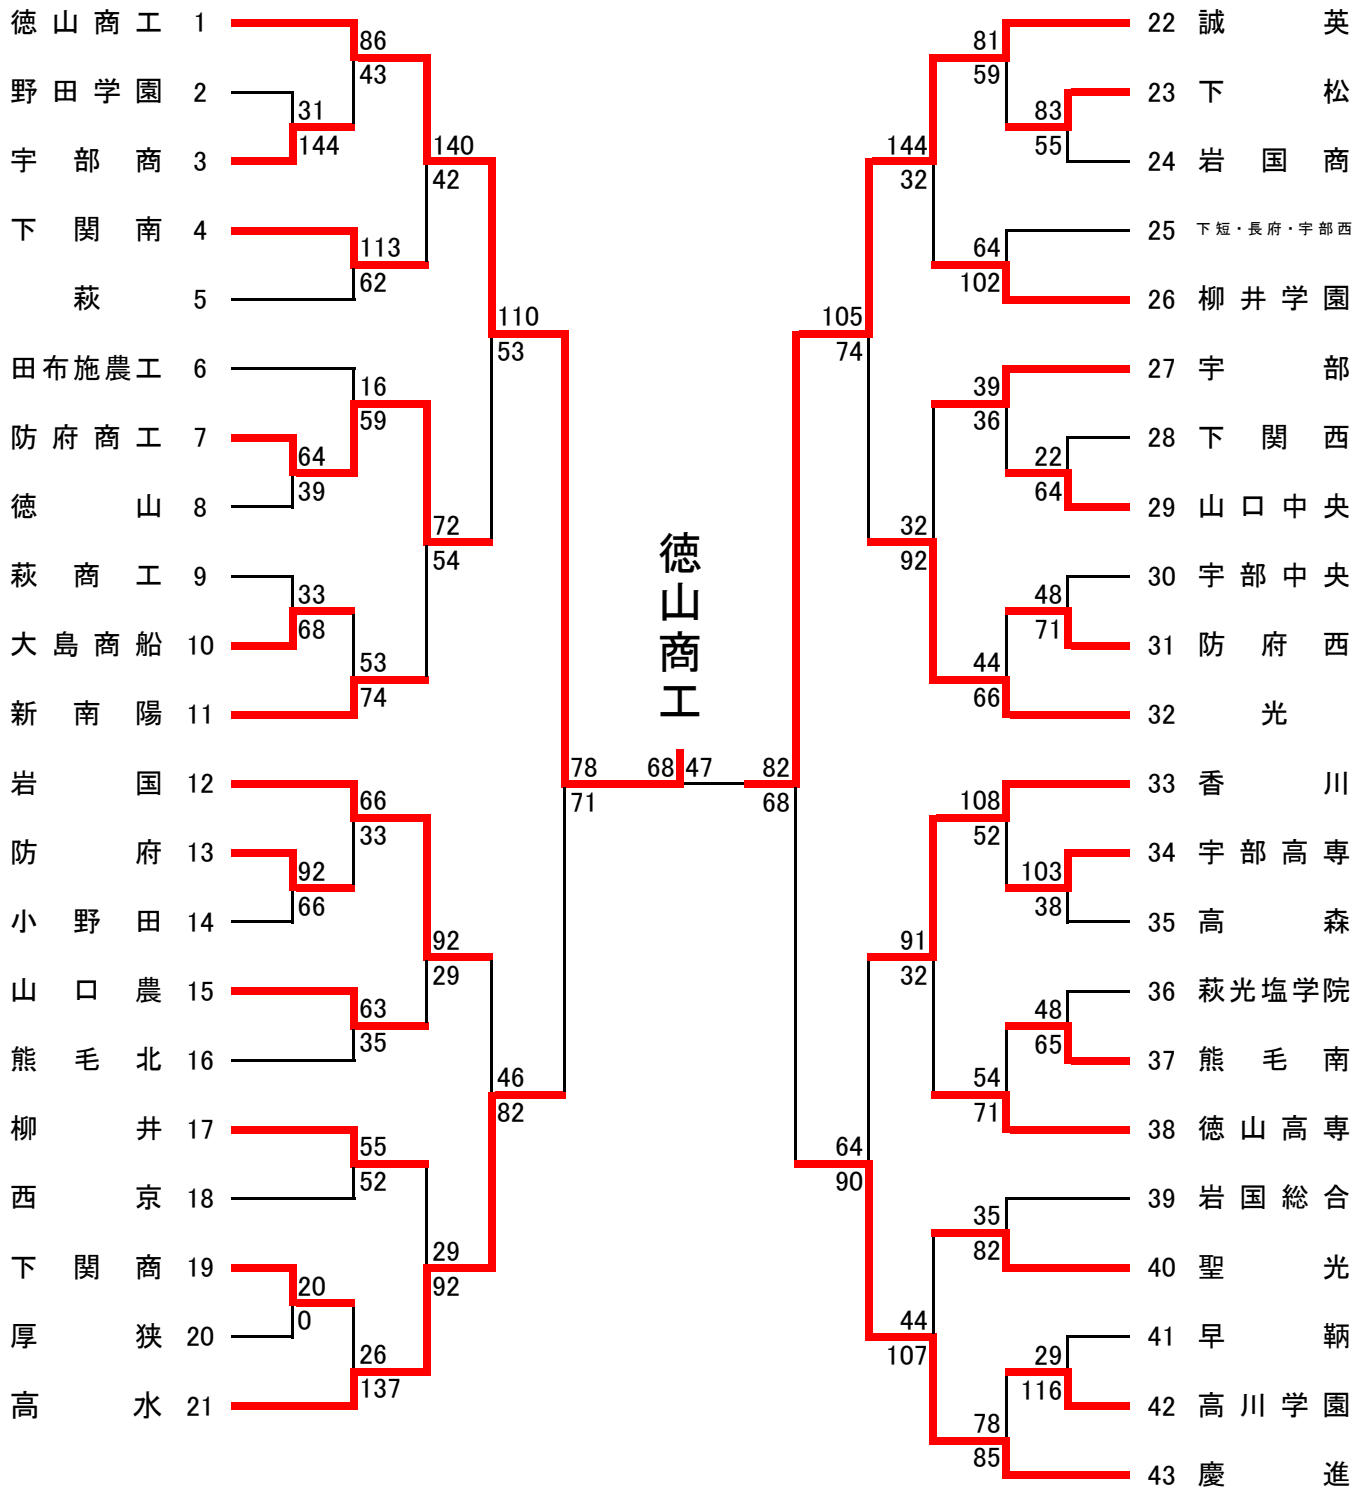 徳山商工 1
野田学園 2
宇部商 3
下関南 4
萩 5
田布施農工 6
防府商工 7
徳山 8
萩商工 9
大島商船 10
新南陽 11
岩国 12
防府 13
小野田 14
山口農 15
熊毛北 16
柳井 17
西京 18
下関商 19
厚狭 20
高水 21
86
43
31
144
140
42
113
62
110
53
16
59
64
39
72
54
33
68
53
74
78
71
66
33
92
66
92
29
63
35
46
82
55
52
29
92
20
0
26
137
徳山商工
68 47
81
59
83
55
144
32
64
102
105
74
39
36
22
64
32
92
48
71
44
66
82
68
108
52
103
38
91
32
48
65
54
71
64
90
35
82
44
107
29
116
78
85
22 誠英
23 下松
24 岩国商
25 下短・長府・宇部西
26 柳井学園
27 宇部
28 下関西
29 山口中央
30 宇部中央
31 防府西
32 光
33 香川
34 宇部高専
35 高森
36 萩光塩学院
37 熊毛南
38 徳山高専
39 岩国総合
40 聖光
41 早鞆
42 高川学園
43 慶進